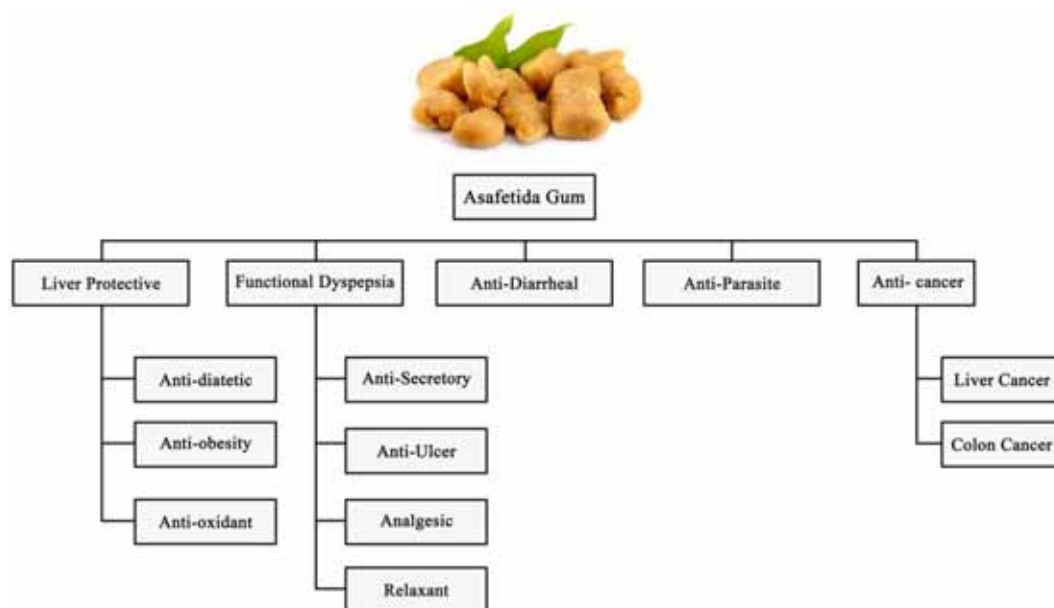 Asafetida Gum
Liver Protective
Functional Dyspepsia
Anti-Diarrheal
Anti-Parasite
Anti- cancer
Anti-diatetic
Anti-obesity
Anti-oxidant
Anti-Secretory
Anti-Ulcer
Analgesic
Relaxant
Liver Cancer
Colon Cancer